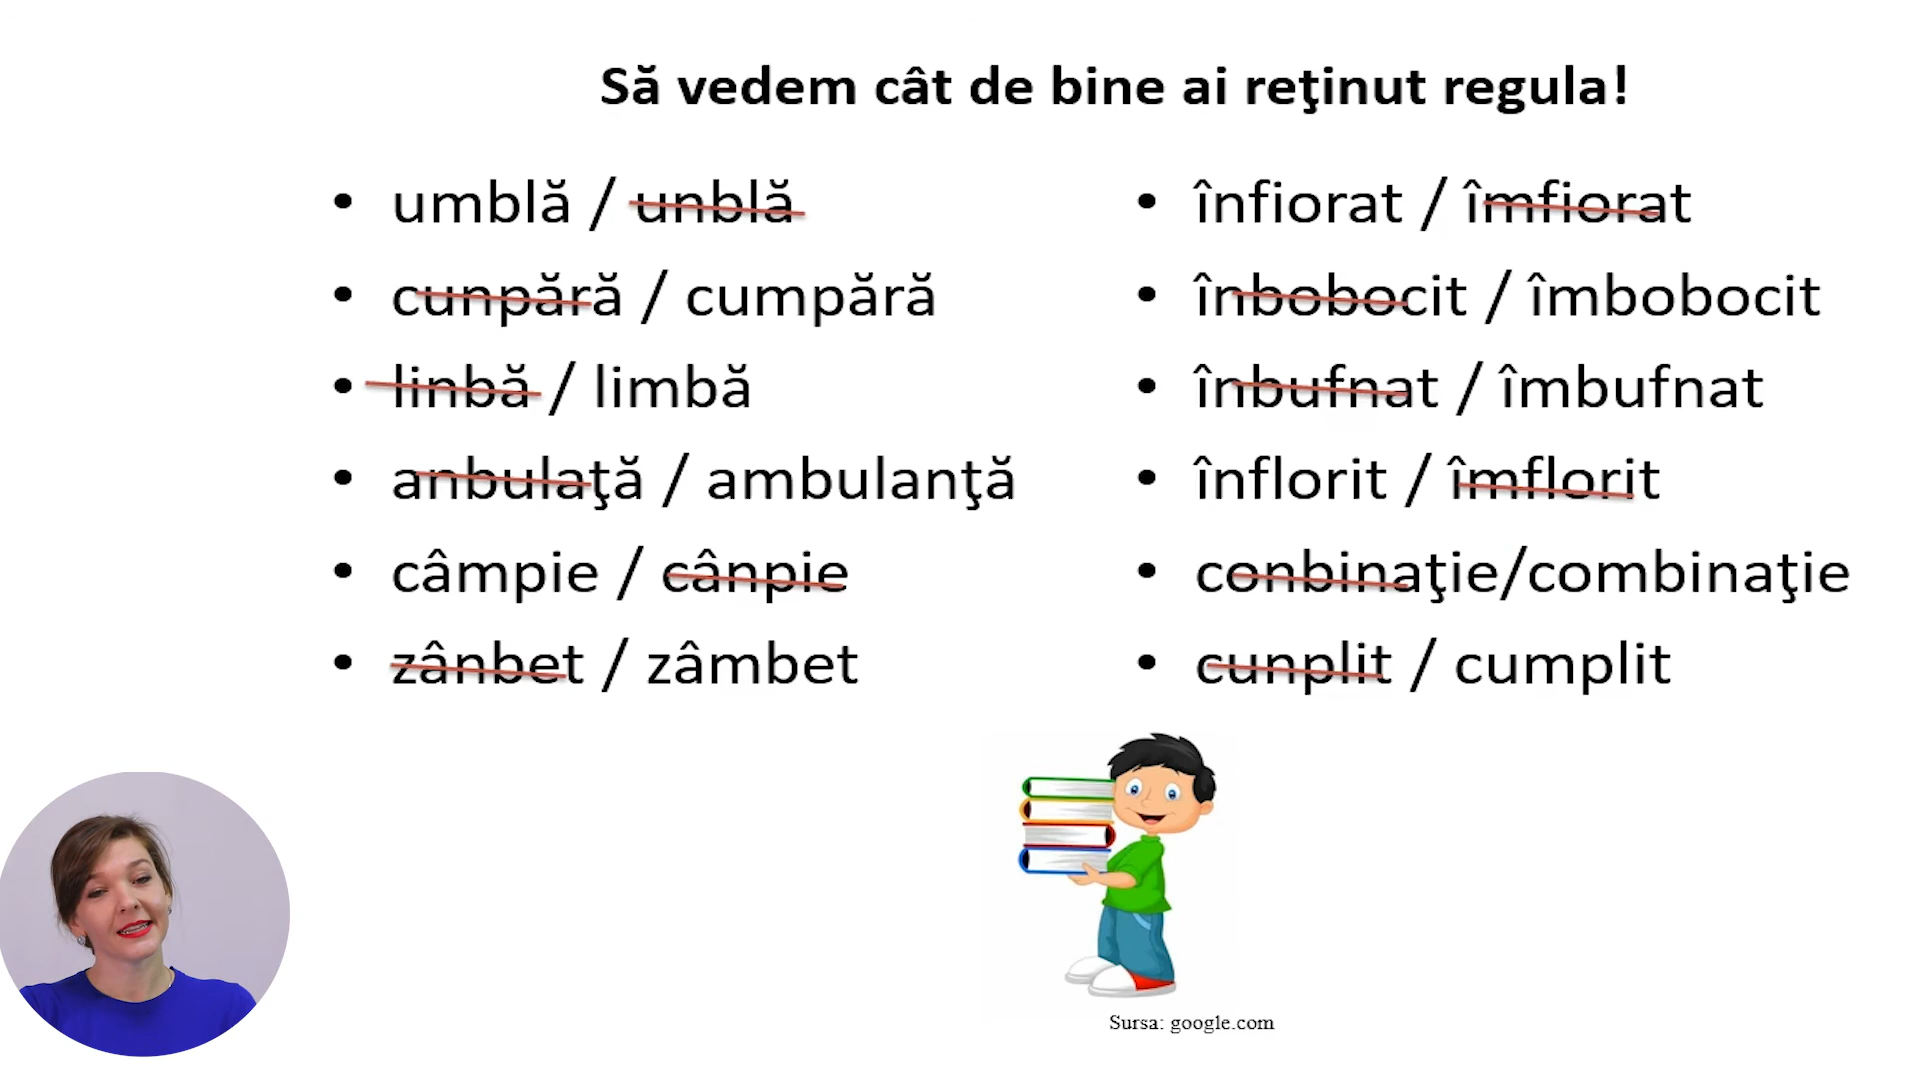 Să vedem cât de bine ai reţinut regula!
• umblă / unblă
• cunpără / cumpără
• linbă / limbă
• anbulaţă / ambulanţă
• câmpie / cânpie
• zânbet / zâmbet
• înfiorat / îmfiorat
• înbobocit / îmbobocit
• înbufnat / îmbufnat
• înflorit / îmflorit
• conbinaţie/combinaţie
• cunplit / cumplit
Sursa: google.com